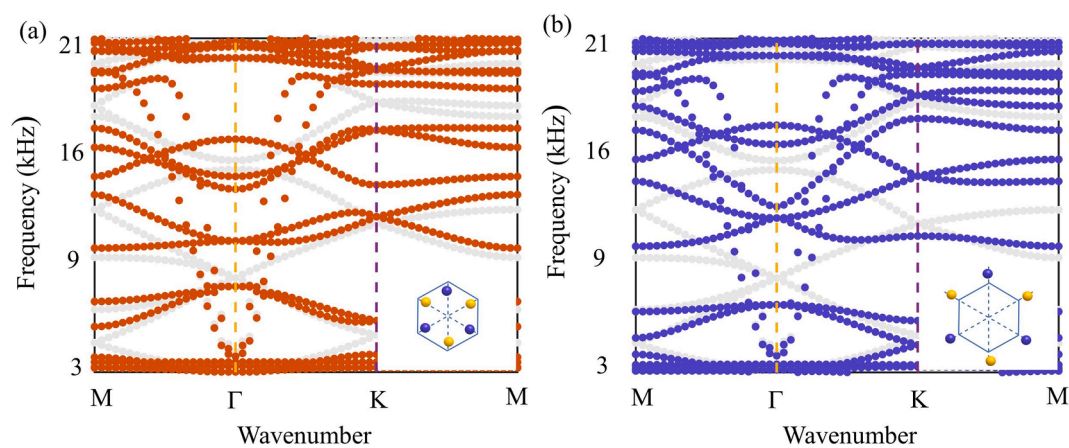 (a)
21
16
9
3
Frequency (kHz)
M Γ K M
Wavenumber
(b)
21
16
9
3
Frequency (kHz)
M Γ K M
Wavenumber